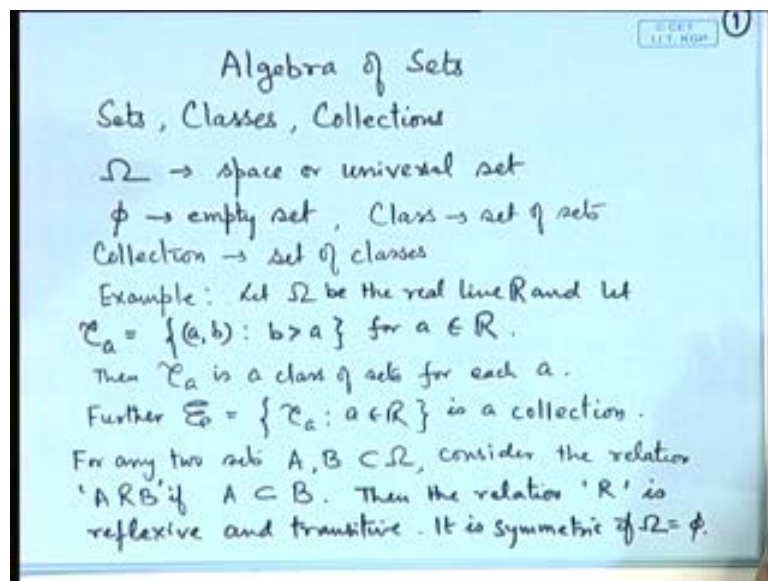 © CET
I.I.T. KGP
1
Algebra of Sets
Sets, Classes, Collections
Ω → space or universal set
ϕ → empty set, Class → set of sets
Collection → set of classes
Example: Let Ω be the real line ℝ and let
𝒞ₐ = {(a,b): b>a} for a ∈ ℝ.
Then 𝒞ₐ is a class of sets for each a.
Further = {𝒞ₐ: a∈ℝ} is a collection.
For any two sets A, B ⊂ Ω, consider the relation
'ARB' if A ⊂ B. Then the relation 'R' is
reflexive and transitive. It is symmetric if Ω = ϕ.